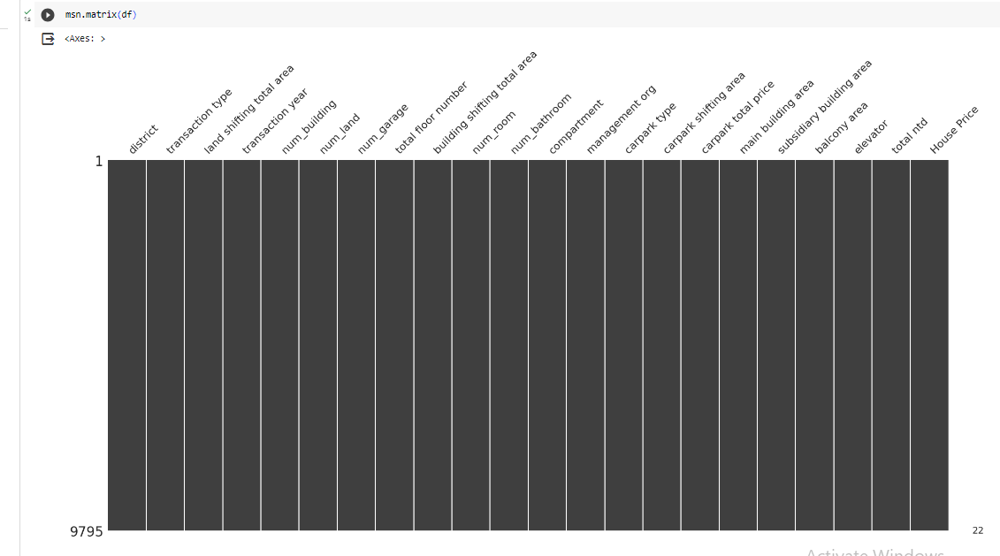 1s
msn.matrix(df)
<Axes: >
district
transaction type
land shifting total area
transaction year
num_building
num_land
num_garage
total floor number
building shifting total area
num_room
num_bathroom
compartment
management org
carpark type
carpark shifting area
carpark total price
main building area
subsidiary building area
balcony area
elevator
total ntd
House Price
1
9795
22
Activate Windows